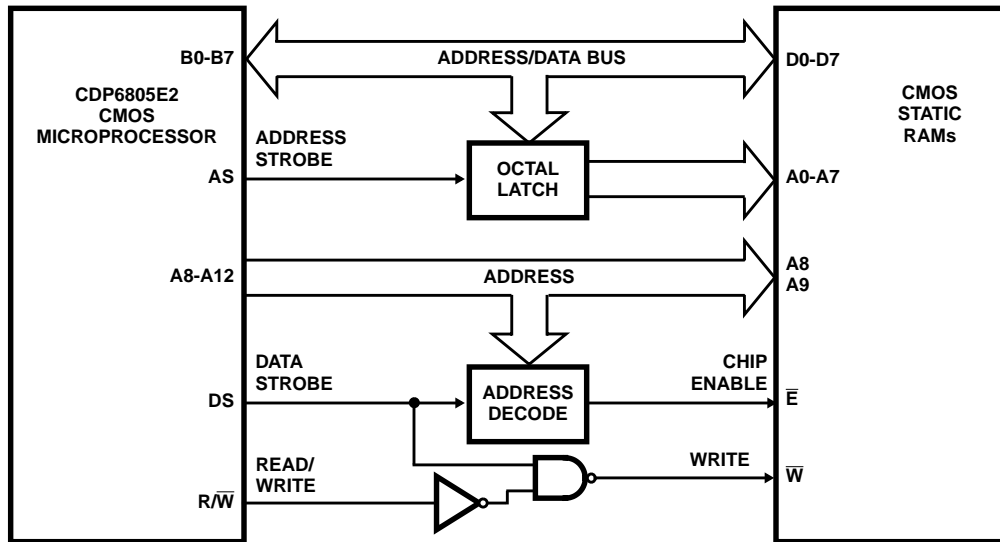 B0-B7
ADDRESS/DATA BUS
D0-D7
CDP6805E2
CMOS
MICROPROCESSOR
CMOS
STATIC
RAMs
ADDRESS
STROBE
AS
OCTAL
LATCH
A0-A7
A8-A12
ADDRESS
A8
A9
DATA
STROBE
DS
ADDRESS
DECODE
CHIP
ENABLE
E̅
READ/
WRITE
R/W̅
WRITE
W̅